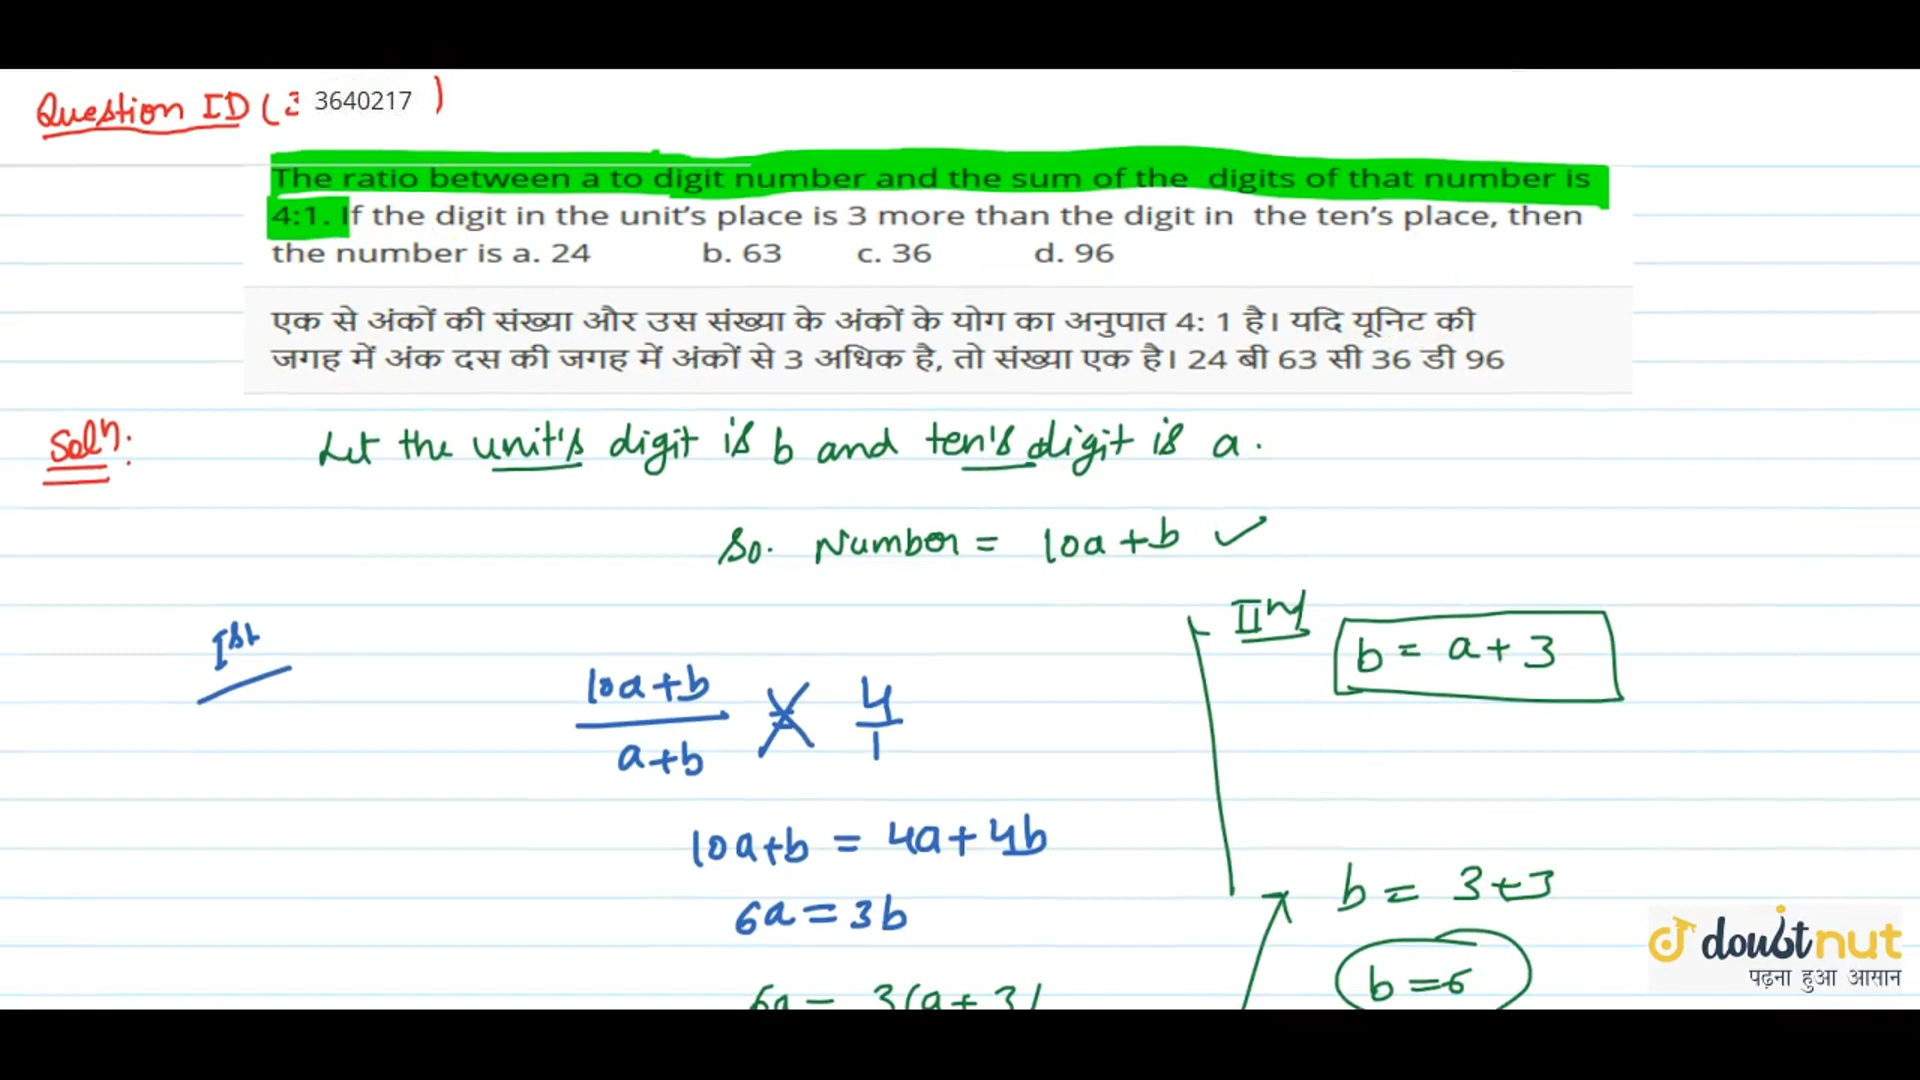 Question ID (3 3640217 )
The ratio between a to digit number and the sum of the digits of that number is
4:1. If the digit in the unit's place is 3 more than the digit in the ten's place, then
the number is a. 24 b. 63 c. 36 d. 96
एक से अंकों की संख्या और उस संख्या के अंकों के योग का अनुपात 4: 1 है। यदि यूनिट की
जगह में अंक दस की जगह में अंकों से 3 अधिक है, तो संख्या एक है। 24 बी 63 सी 36 डी 96
Solⁿ:
Let the unit's digit is b and ten's digit is a.
So. Number = 10a+b ✓
Ist
10a+b
a+b
=
4
1
10a+b = 4a+4b
6a=3b
6a = 3(a+3)
IInd
b = a+3
b = 3+3
b=6
doubtnut
पढ़ना हुआ आसान